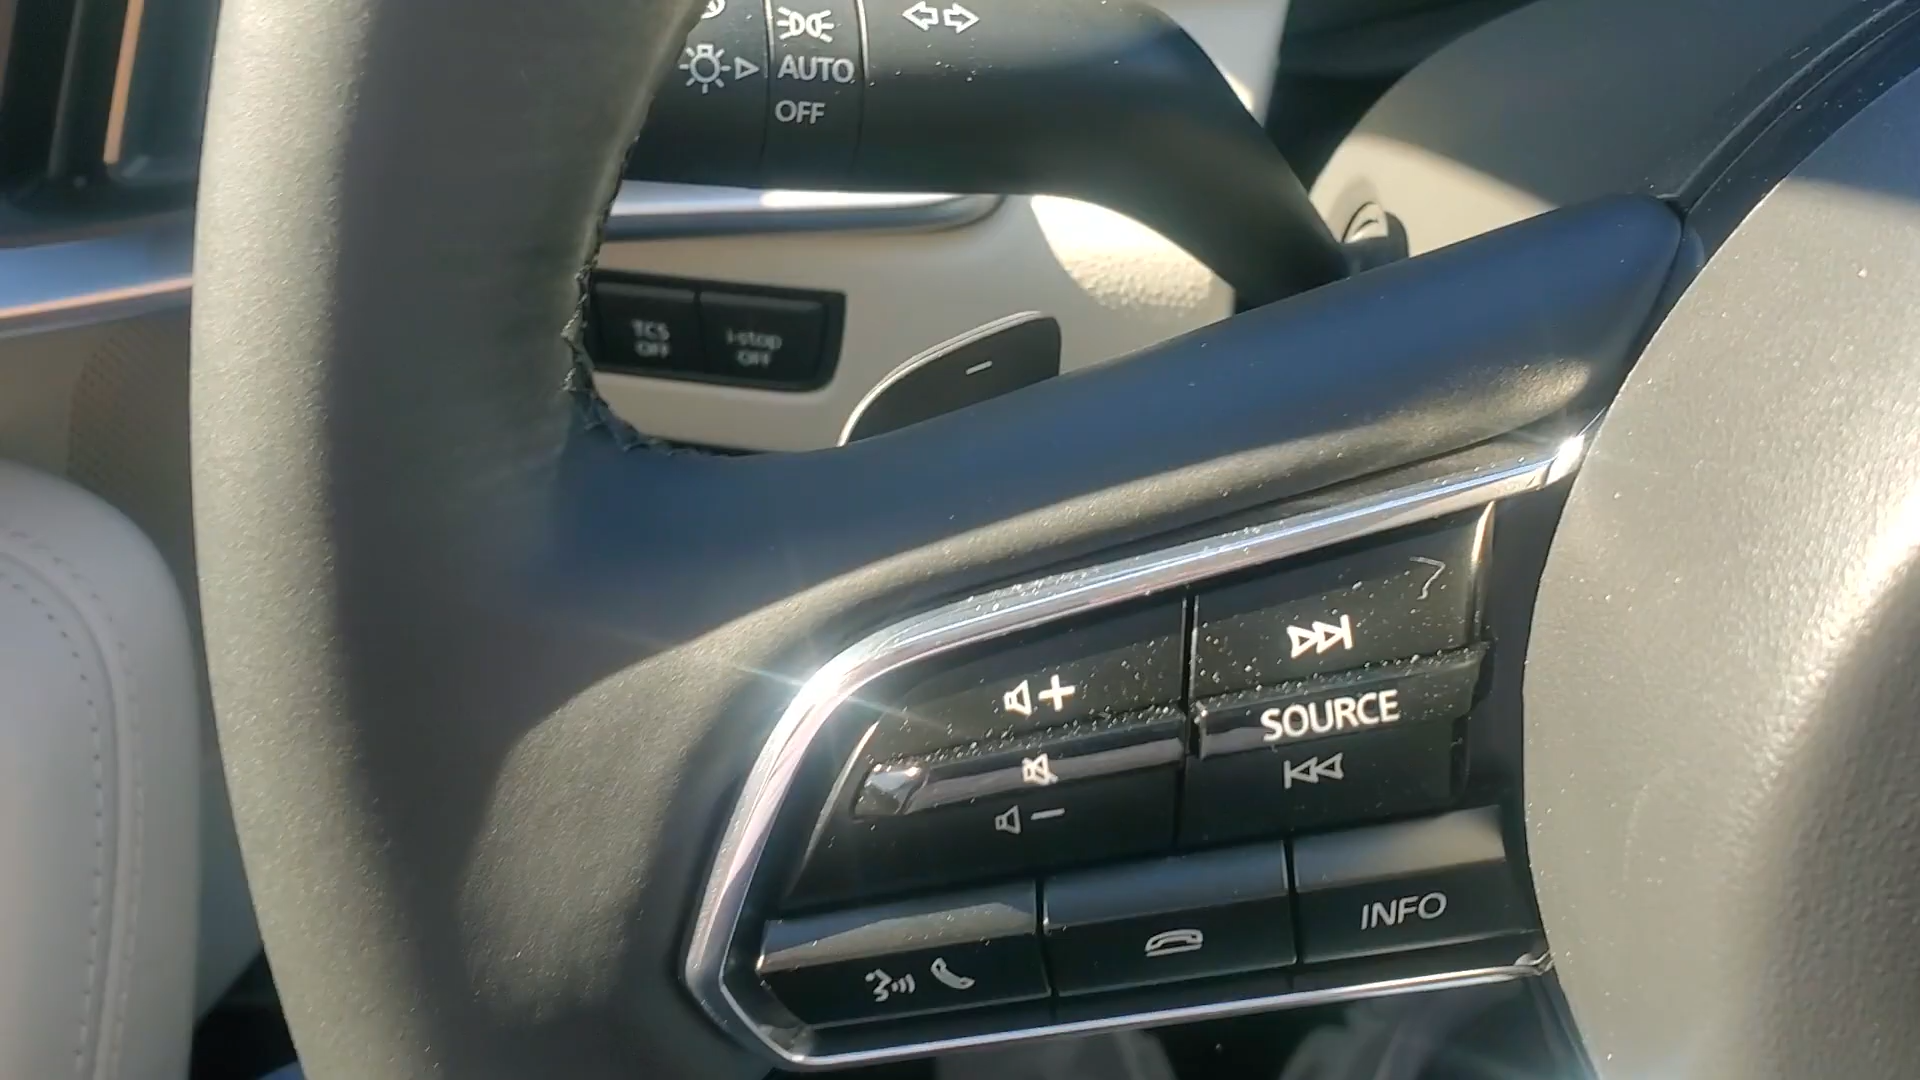 AUTO
OFF
TCS
OFF
i-stop
OFF
SOURCE
INFO